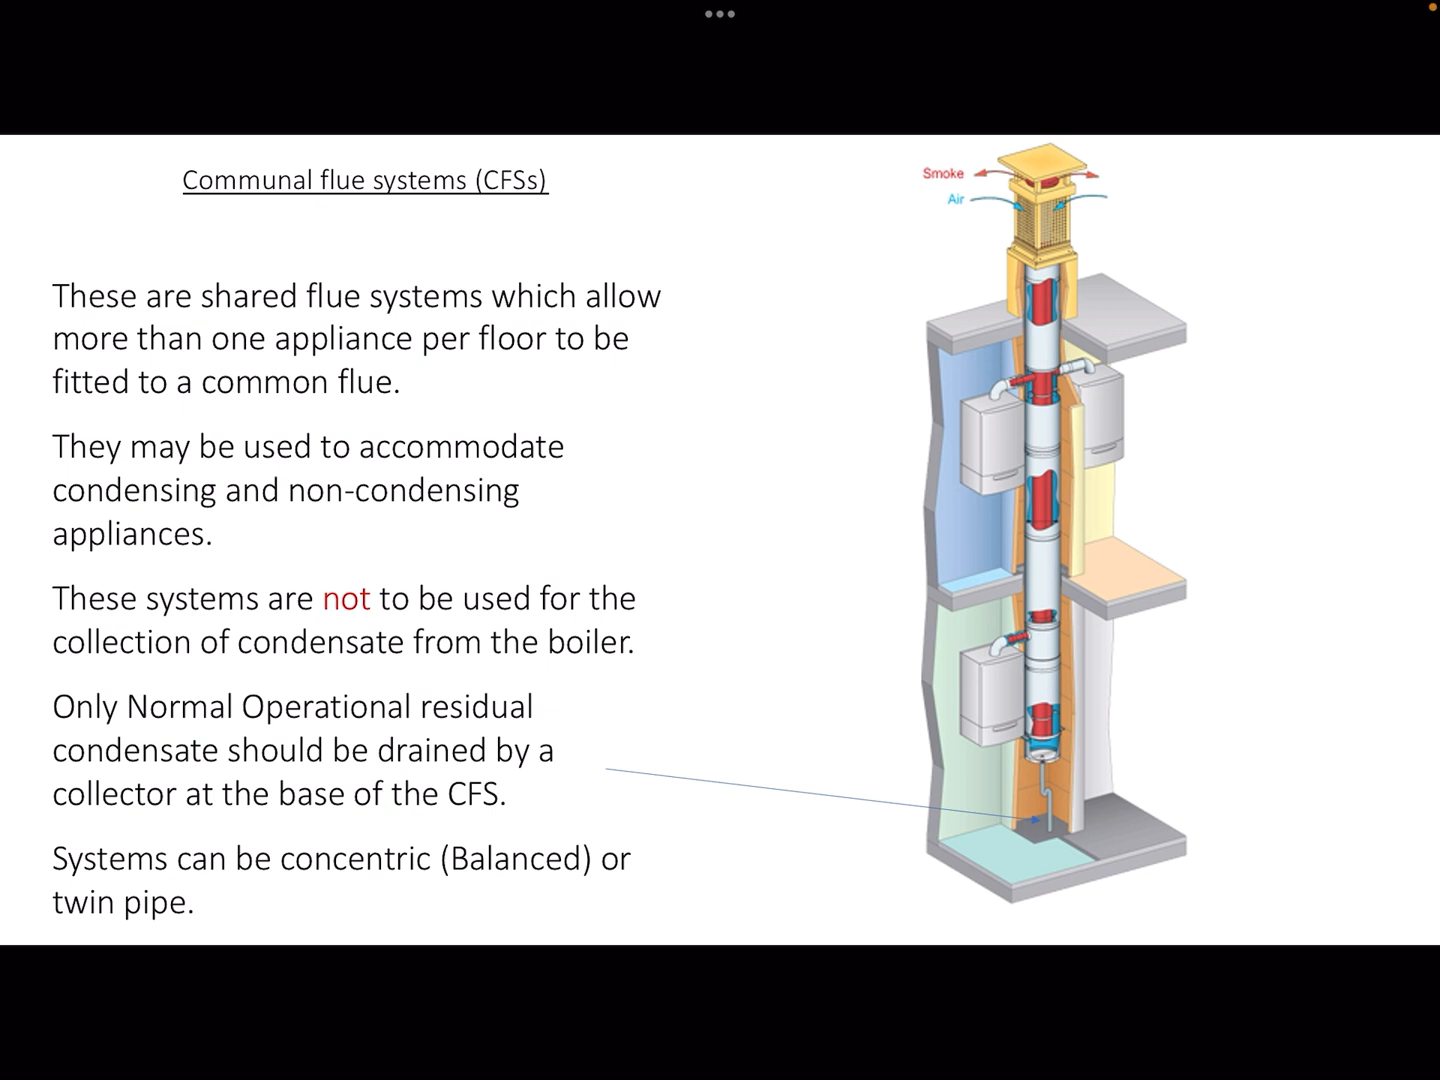 Communal flue systems (CFSs)
These are shared flue systems which allow
more than one appliance per floor to be
fitted to a common flue.
They may be used to accommodate
condensing and non-condensing
appliances.
These systems are not to be used for the
collection of condensate from the boiler.
Only Normal Operational residual
condensate should be drained by a
collector at the base of the CFS.
Systems can be concentric (Balanced) or
twin pipe.
Smoke
Air